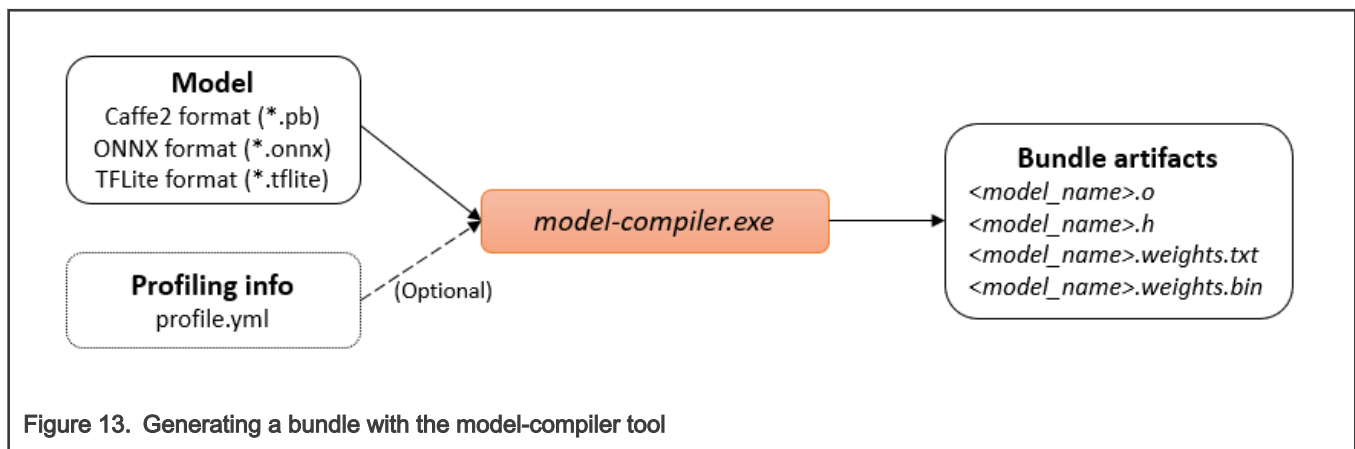 Model
Caffe2 format (*.pb)
ONNX format (*.onnx)
TFLite format (*.tflite)
Profiling info
profile.yml
(Optional)
model-compiler.exe
Bundle artifacts
<model_name>.o
<model_name>.h
<model_name>.weights.txt
<model_name>.weights.bin
Figure 13. Generating a bundle with the model-compiler tool